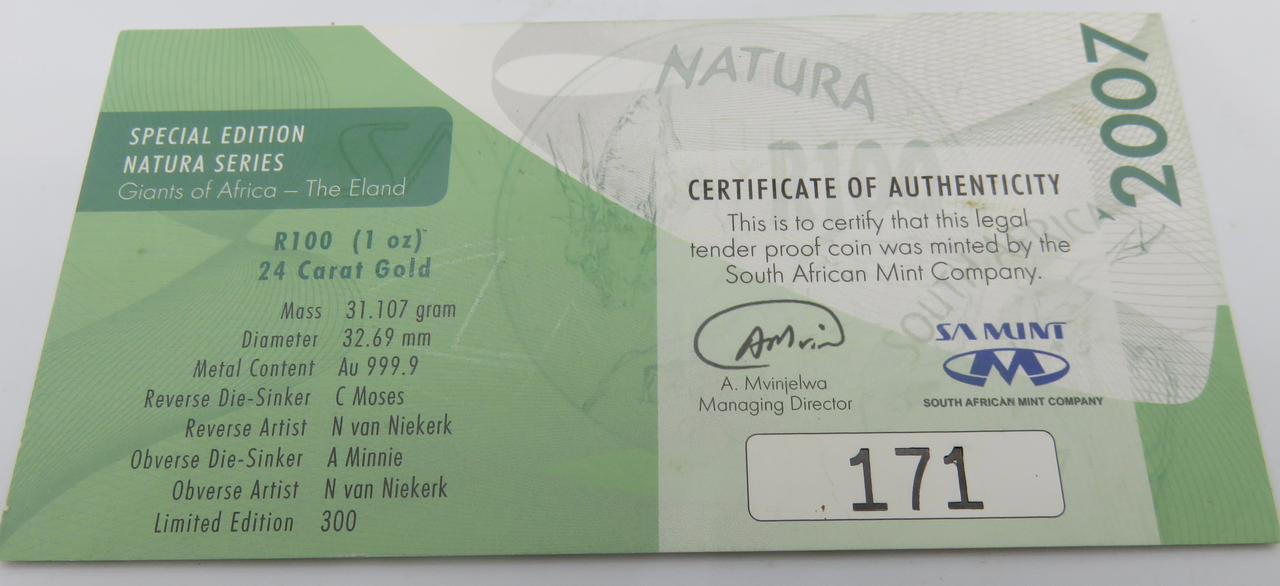 SPECIAL EDITION
NATURA SERIES
Giants of Africa – The Eland
R100 (1 oz)
24 Carat Gold
Mass 31.107 gram
Diameter 32.69 mm
Metal Content Au 999.9
Reverse Die-Sinker C Moses
Reverse Artist N van Niekerk
Obverse Die-Sinker A Minnie
Obverse Artist N van Niekerk
Limited Edition 300
NATURA
R100
CERTIFICATE OF AUTHENTICITY
This is to certify that this legal
tender proof coin was minted by the
South African Mint Company.
A. Mvinjelwa
Managing Director
SA MINT
SOUTH AFRICAN MINT COMPANY
171
2007